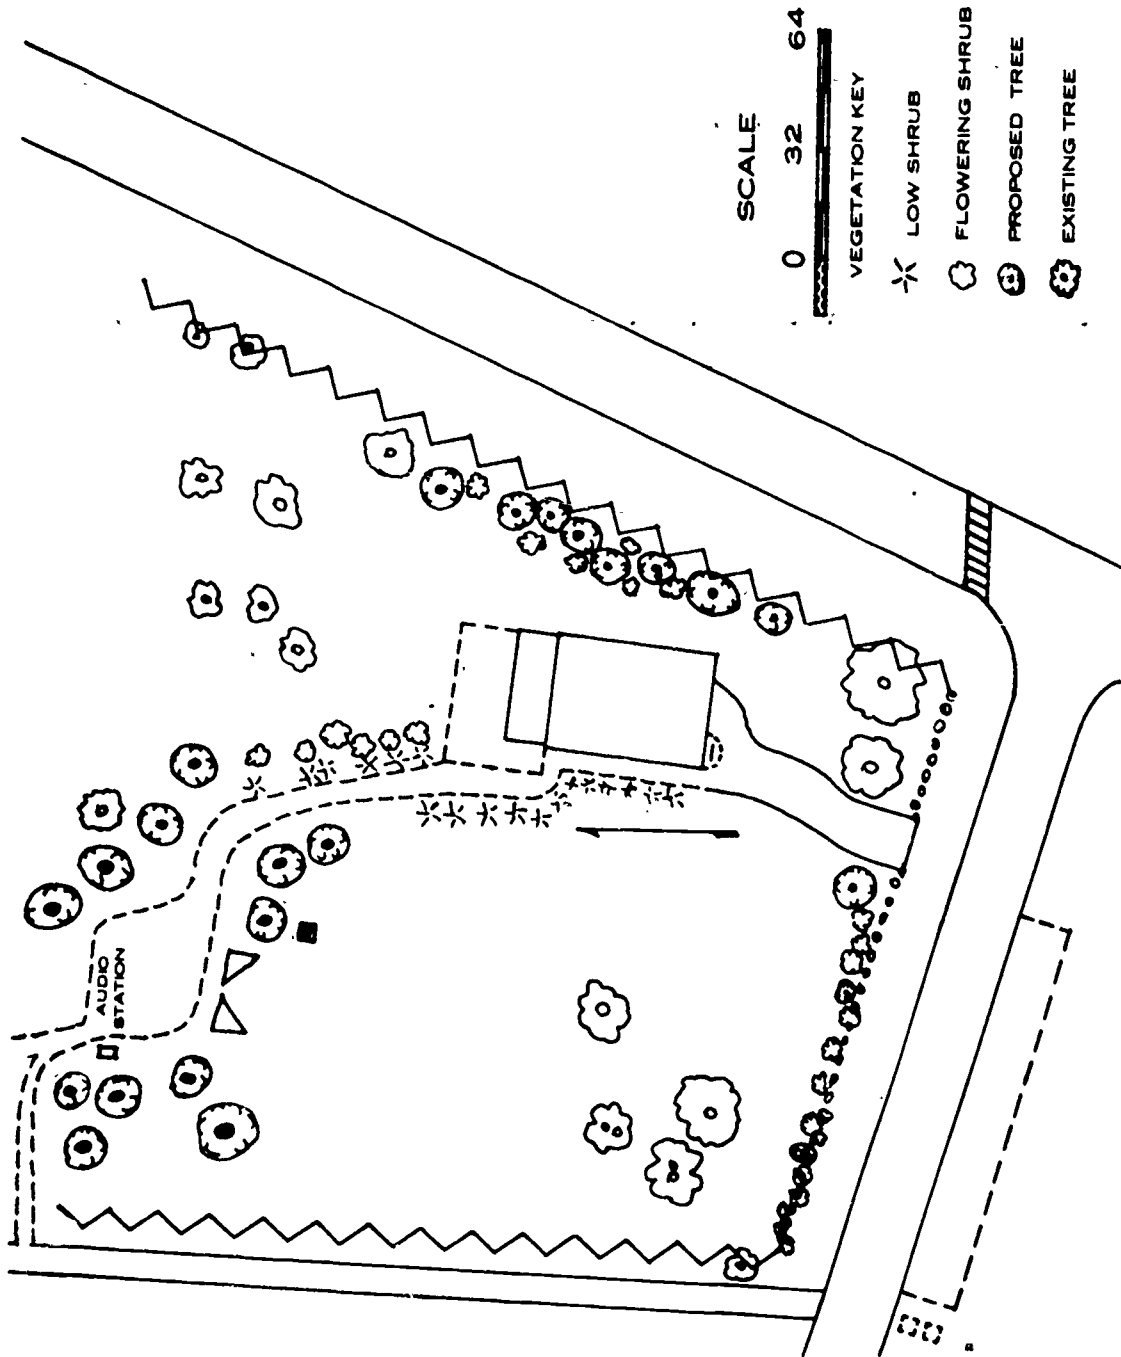 AUDIO
STATION
SCALE
0 32 64
VEGETATION KEY
LOW SHRUB
FLOWERING SHRUB
PROPOSED TREE
EXISTING TREE